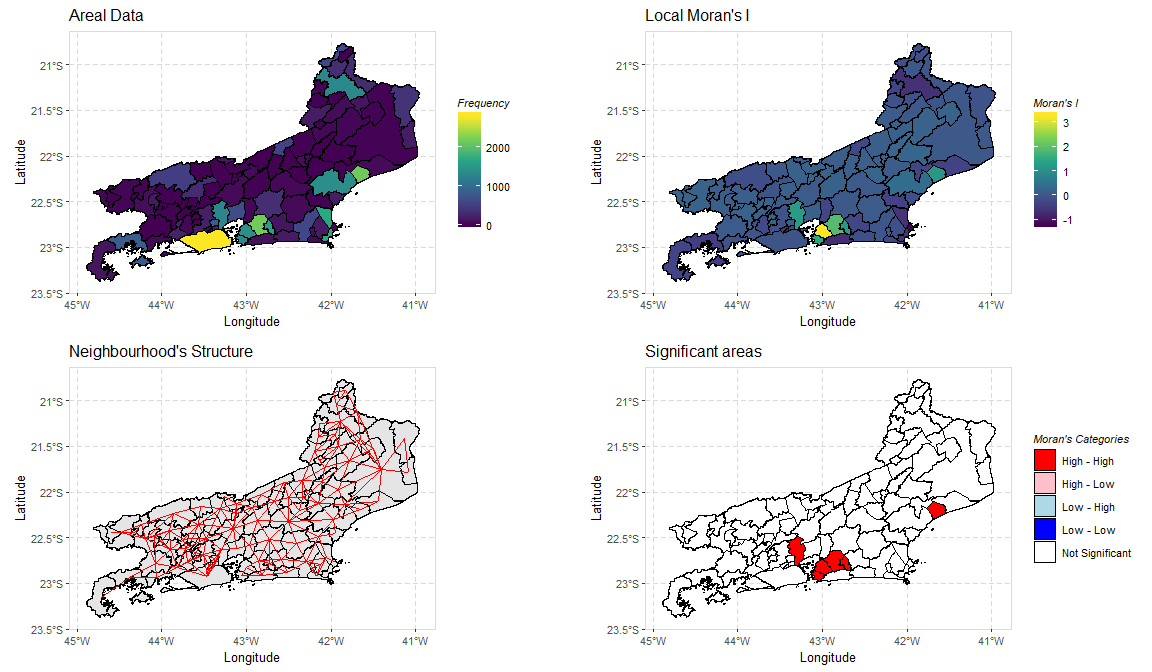 Areal Data
21°S
21.5°S
22°S
22.5°S
23°S
23.5°S
45°W
44°W
43°W
42°W
41°W
Longitude
Latitude
Frequency
2000
1000
0
Local Moran's I
21°S
21.5°S
22°S
22.5°S
23°S
23.5°S
45°W
44°W
43°W
42°W
41°W
Longitude
Latitude
Moran's I
3
2
1
0
-1
Neighbourhood's Structure
21°S
21.5°S
22°S
22.5°S
23°S
23.5°S
45°W
44°W
43°W
42°W
41°W
Longitude
Latitude
Significant areas
21°S
21.5°S
22°S
22.5°S
23°S
23.5°S
45°W
44°W
43°W
42°W
41°W
Longitude
Latitude
Moran's Categories
High - High
High - Low
Low - High
Low - Low
Not Significant